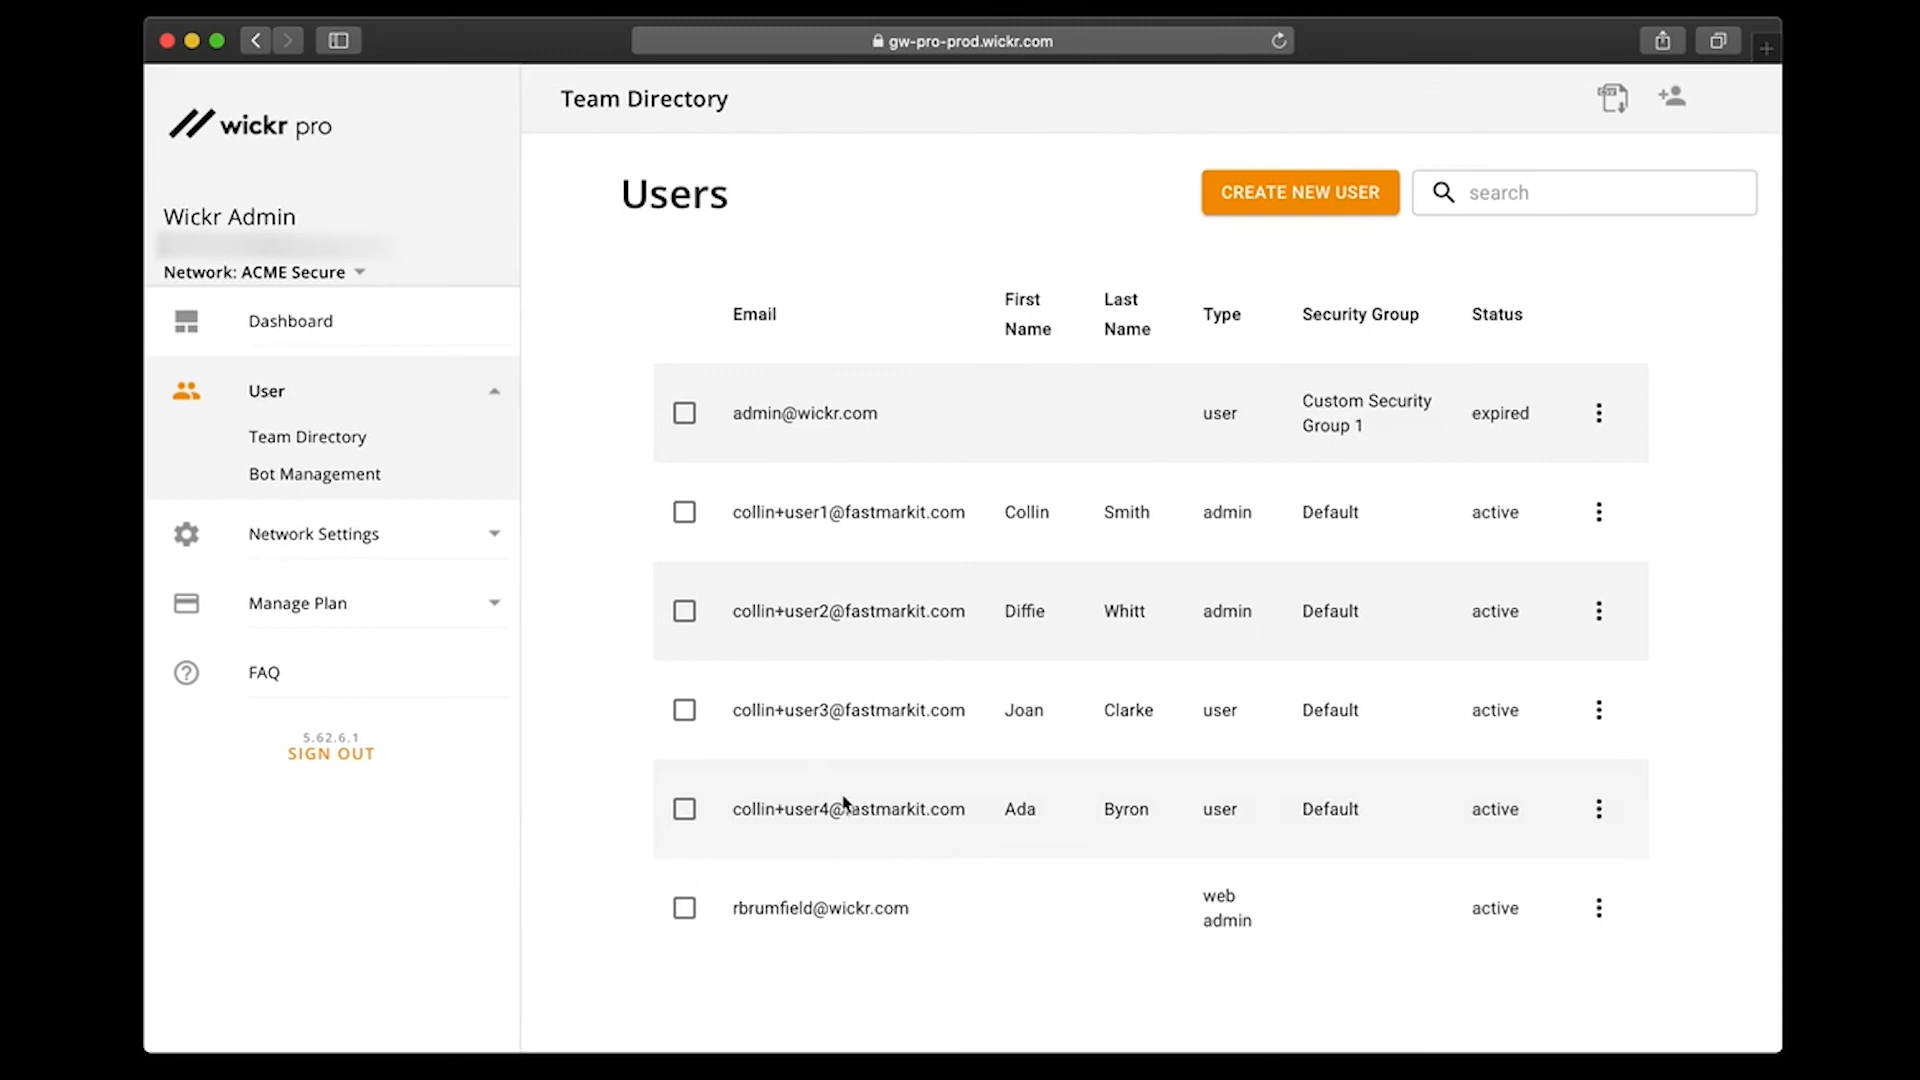 gw-pro-prod.wickr.com
wickr pro
Wickr Admin
Network: ACME Secure
Dashboard
User
Team Directory
Bot Management
Network Settings
Manage Plan
FAQ
5.62.6.1
SIGN OUT
Team Directory
CSV
Users
CREATE NEW USER
search
Email First Name Last Name Type Security Group Status
admin@wickr.com user Custom Security Group 1 expired
collin+user1@fastmarkit.com Collin Smith admin Default active
collin+user2@fastmarkit.com Diffie Whitt admin Default active
collin+user3@fastmarkit.com Joan Clarke user Default active
collin+user4@fastmarkit.com Ada Byron user Default active
rbrumfield@wickr.com web admin active